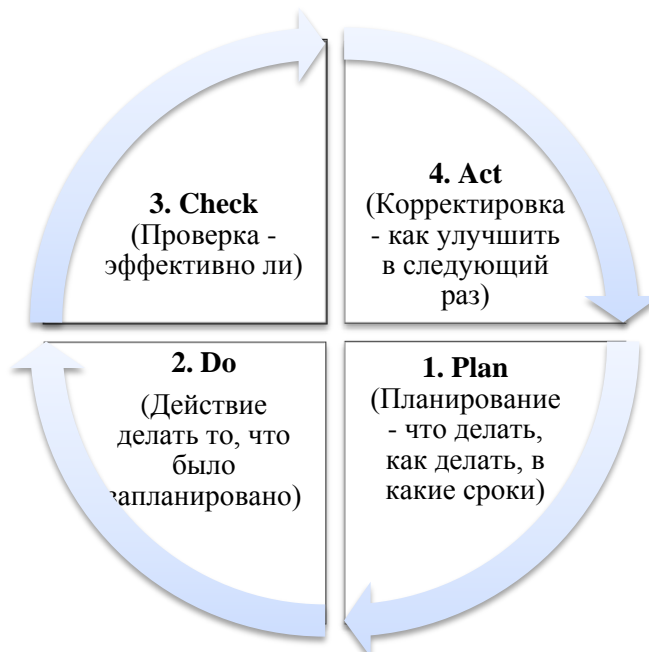 3. Check
(Проверка -
эффективно ли)
4. Act
(Корректировка
- как улучшить
в следующий
раз)
2. Do
(Действие
делать то, что
было
запланировано)
1. Plan
(Планирование
- что делать,
как делать, в
какие сроки)